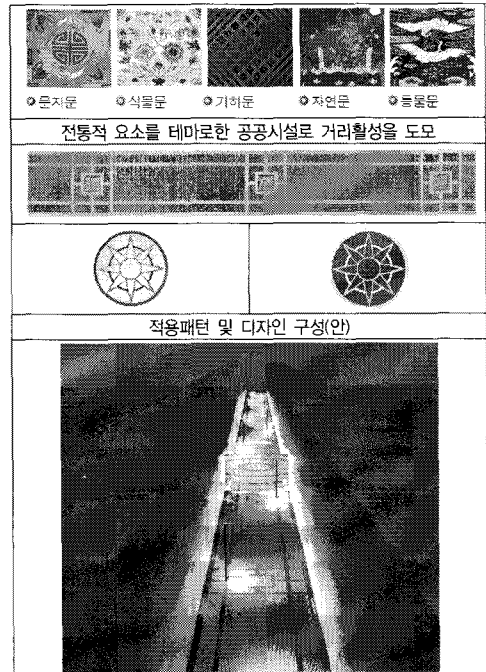 문자문 식물문 기하문 자연문 동물문
전통적 요소를 테마로한 공공시설로 거리활성을 도모
적용패턴 및 디자인 구성(안)